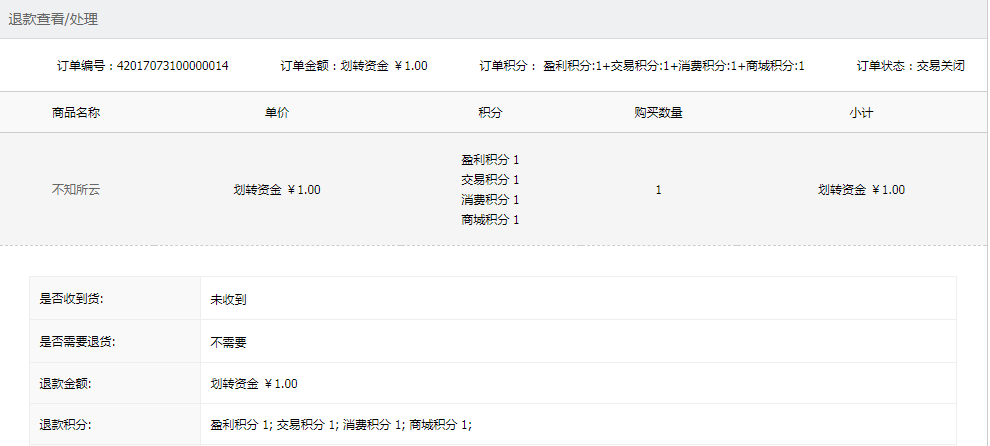 退款查看/处理
订单编号：42017073100000014 订单金额：划转资金 ￥1.00 订单积分： 盈利积分:1+交易积分:1+消费积分:1+商城积分:1 订单状态：交易关闭
商品名称 单价 积分 购买数量 小计
盈利积分 1
交易积分 1
不知所云 划转资金 ￥1.00 1 划转资金 ￥1.00
消费积分 1
商城积分 1
是否收到货: 未收到
是否需要退货: 不需要
退款金额: 划转资金 ￥1.00
退款积分: 盈利积分 1; 交易积分 1; 消费积分 1; 商城积分 1;